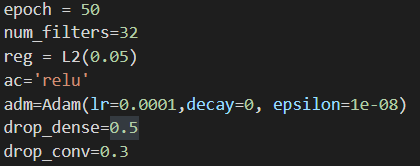 epoch = 50
num_filters=32
reg = L2(0.05)
ac='relu'
adm=Adam(lr=0.0001,decay=0, epsilon=1e-08)
drop_dense=0.5
drop_conv=0.3